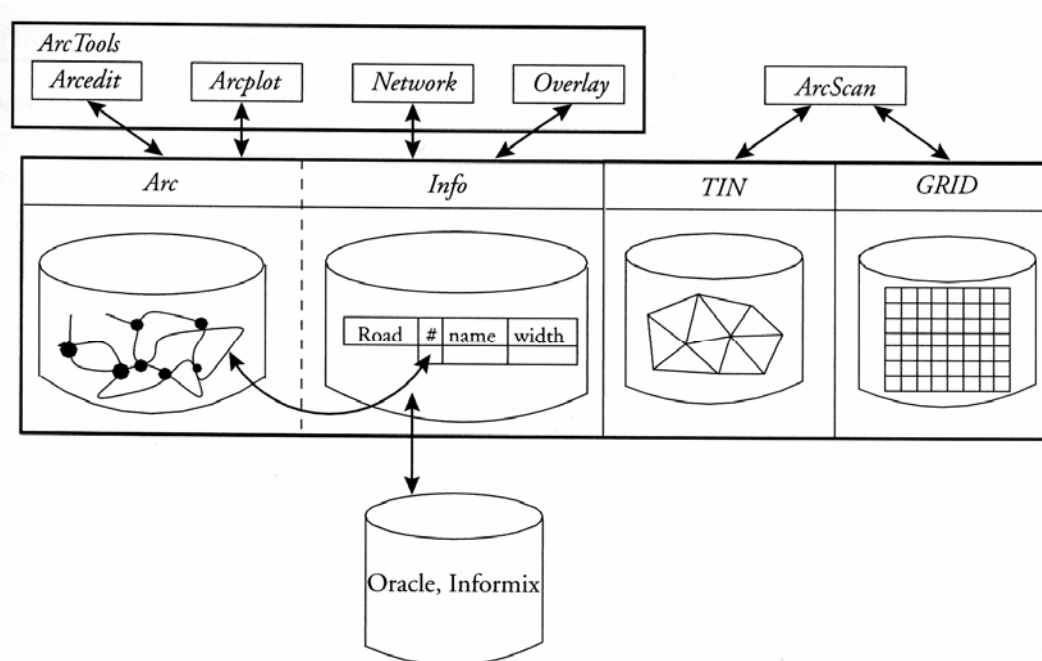 ArcTools
Arcedit
Arcplot
Network
Overlay
ArcScan
Arc
Info
TIN
GRID
Road # name width
Oracle, Informix